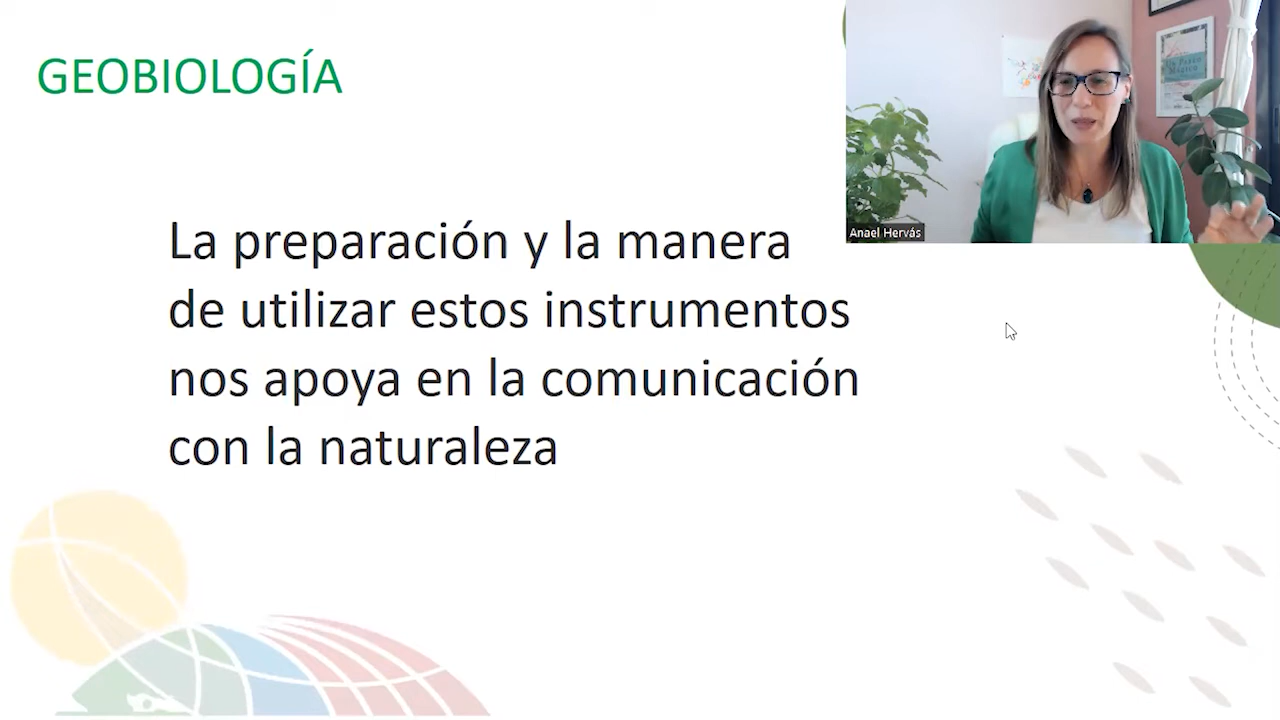 GEOBIOLOGÍA
La preparación y la manera
de utilizar estos instrumentos
nos apoya en la comunicación
con la naturaleza
Anael Hervás